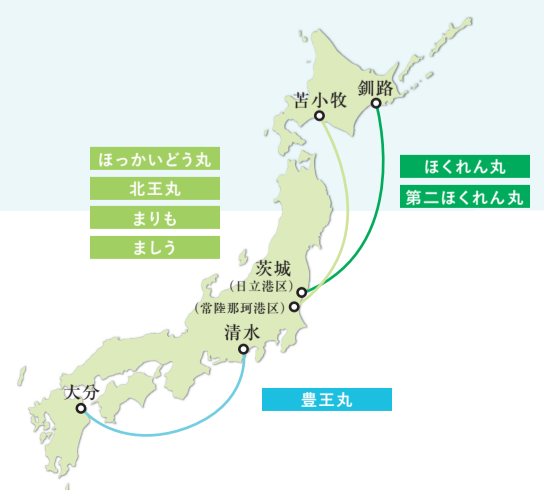 釧路
苫小牧
ほっかいどう丸
北王丸
まりも
ましう
ほくれん丸
第二ほくれん丸
茨城
(日立港区)
(常陸那珂港区)
清水
大分
豊王丸